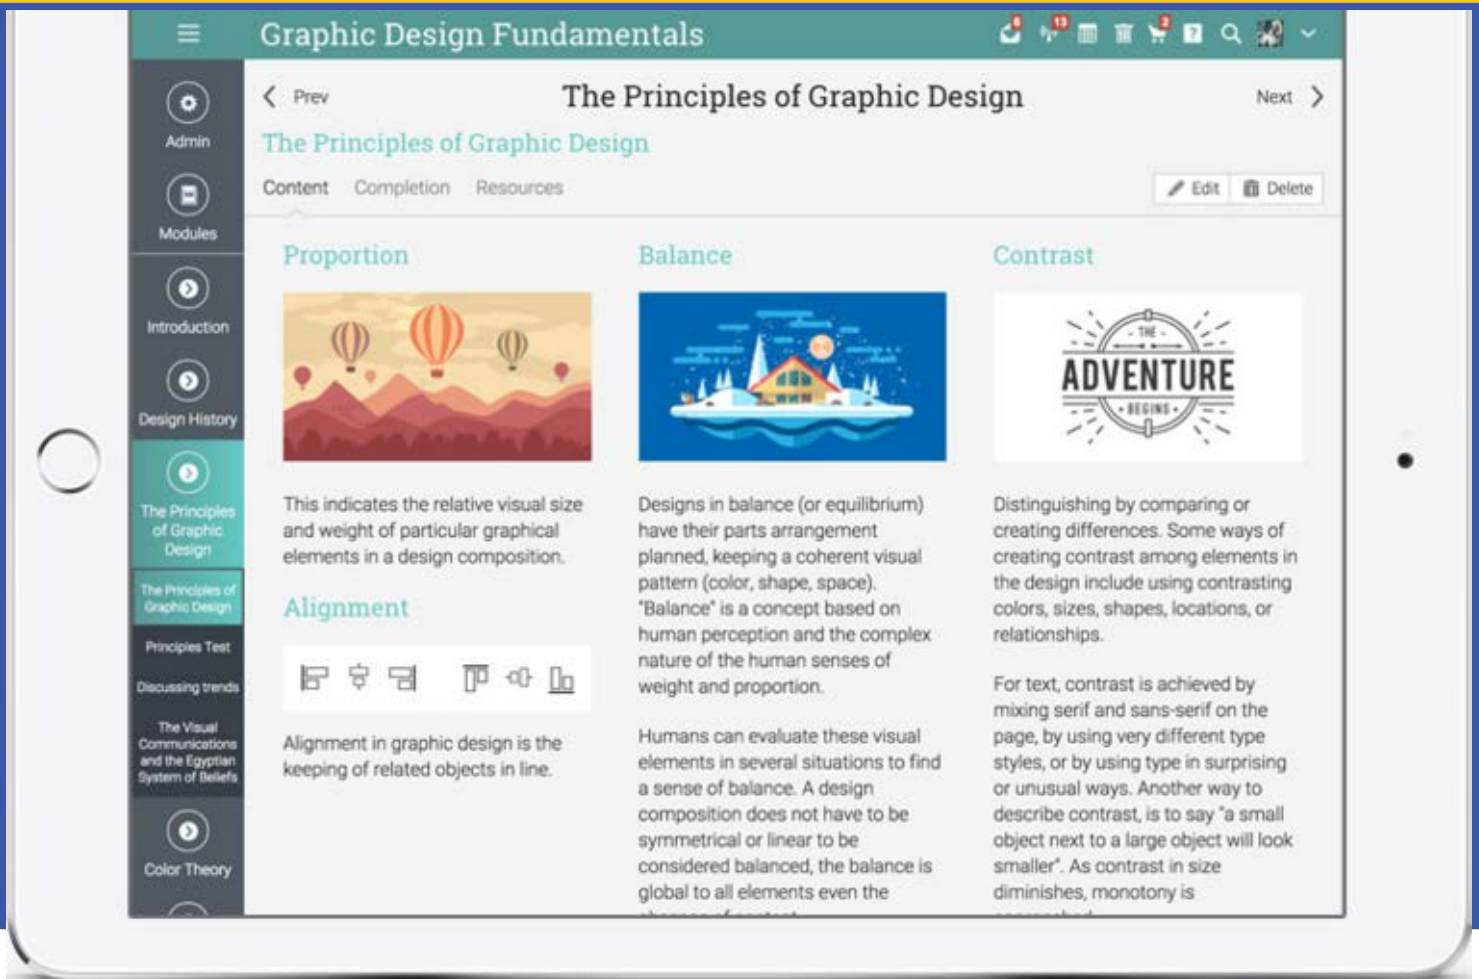 Graphic Design Fundamentals
6
13
2
Prev
The Principles of Graphic Design
Next
The Principles of Graphic Design
Content
Completion
Resources
Edit
Delete
Admin
Modules
Introduction
Design History
The Principles
of Graphic
Design
The Principles of
Graphic Design
Principles Test
Discussing trends
The Visual
Communications
and the Egyptian
System of Beliefs
Color Theory
Proportion
This indicates the relative visual size
and weight of particular graphical
elements in a design composition.
Alignment
Alignment in graphic design is the
keeping of related objects in line.
Balance
Designs in balance (or equilibrium)
have their parts arrangement
planned, keeping a coherent visual
pattern (color, shape, space).
"Balance" is a concept based on
human perception and the complex
nature of the human senses of
weight and proportion.
Humans can evaluate these visual
elements in several situations to find
a sense of balance. A design
composition does not have to be
symmetrical or linear to be
considered balanced, the balance is
global to all elements even the
Contrast
- THE -
ADVENTURE
• BEGINS •
Distinguishing by comparing or
creating differences. Some ways of
creating contrast among elements in
the design include using contrasting
colors, sizes, shapes, locations, or
relationships.
For text, contrast is achieved by
mixing serif and sans-serif on the
page, by using very different type
styles, or by using type in surprising
or unusual ways. Another way to
describe contrast, is to say "a small
object next to a large object will look
smaller". As contrast in size
diminishes, monotony is